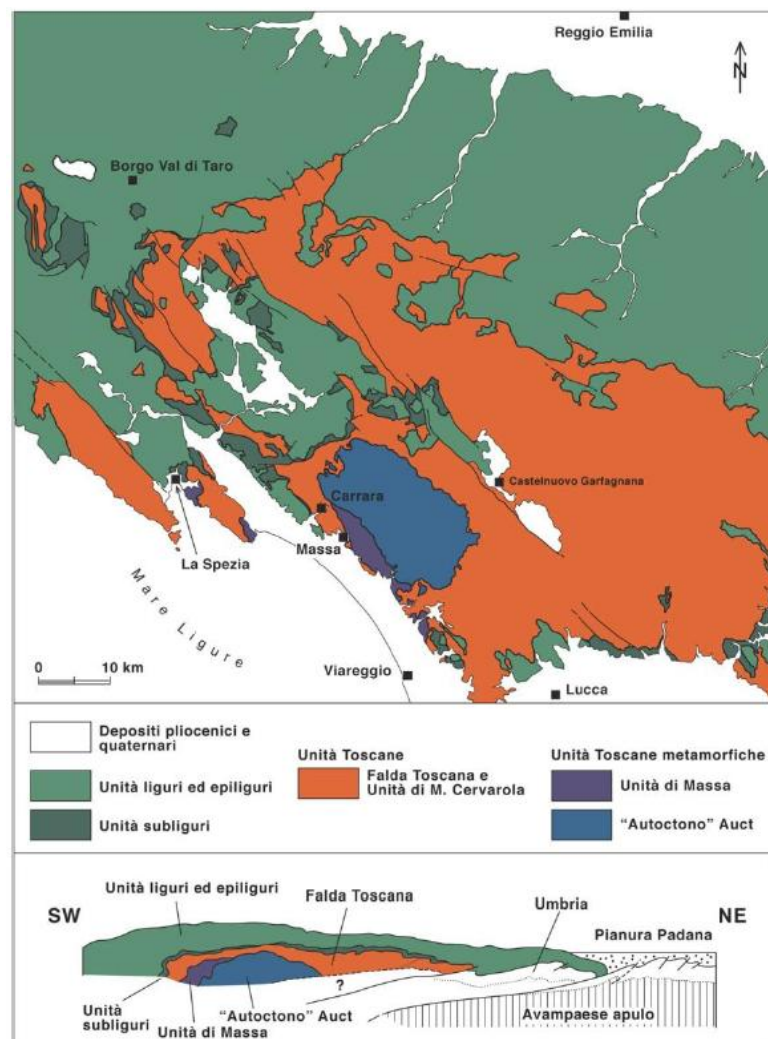 Reggio Emilia
N
Borgo Val di Taro
Castelnuovo Garfagnana
Carrara
Massa
La Spezia
Mare Ligure
0 10 km
Viareggio
Lucca
Depositi pliocenici e
quaternari
Unità liguri ed epiliguri
Unità subliguri
Unità Toscane
Falda Toscana e
Unità di M. Cervarola
Unità Toscane metamorfiche
Unità di Massa
“Autoctono” Auct
Unità liguri ed epiliguri
Falda Toscana
Umbria
SW
NE
Pianura Padana
?
Unità
subliguri
“Autoctono” Auct
Unità di Massa
Avampaese apulo